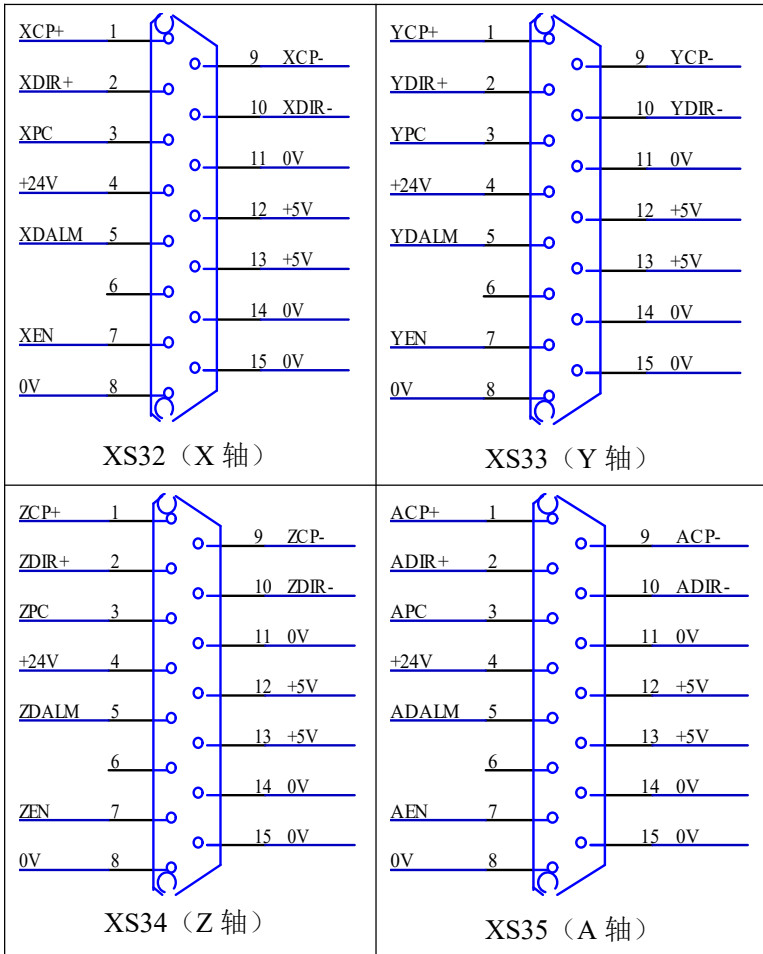 XCP+ 1
9 XCP-
XDIR+ 2
10 XDIR-
XPC 3
11 0V
+24V 4
12 +5V
XDALM 5
13 +5V
6
14 0V
XEN 7
15 0V
0V 8
XS32（X 轴）
YCP+ 1
9 YCP-
YDIR+ 2
10 YDIR-
YPC 3
11 0V
+24V 4
12 +5V
YDALM 5
13 +5V
6
14 0V
YEN 7
15 0V
0V 8
XS33（Y 轴）
ZCP+ 1
9 ZCP-
ZDIR+ 2
10 ZDIR-
ZPC 3
11 0V
+24V 4
12 +5V
ZDALM 5
13 +5V
6
14 0V
ZEN 7
15 0V
0V 8
XS34（Z 轴）
ACP+ 1
9 ACP-
ADIR+ 2
10 ADIR-
APC 3
11 0V
+24V 4
12 +5V
ADALM 5
13 +5V
6
14 0V
AEN 7
15 0V
0V 8
XS35（A 轴）